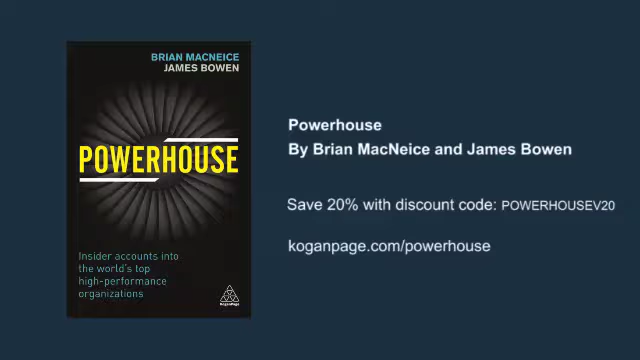 BRIAN MACNEICE
JAMES BOWEN
POWERHOUSE
Insider accounts into
the world's top
high-performance
organizations
KoganPage
Powerhouse
By Brian MacNeice and James Bowen
Save 20% with discount code: POWERHOUSEV20
koganpage.com/powerhouse